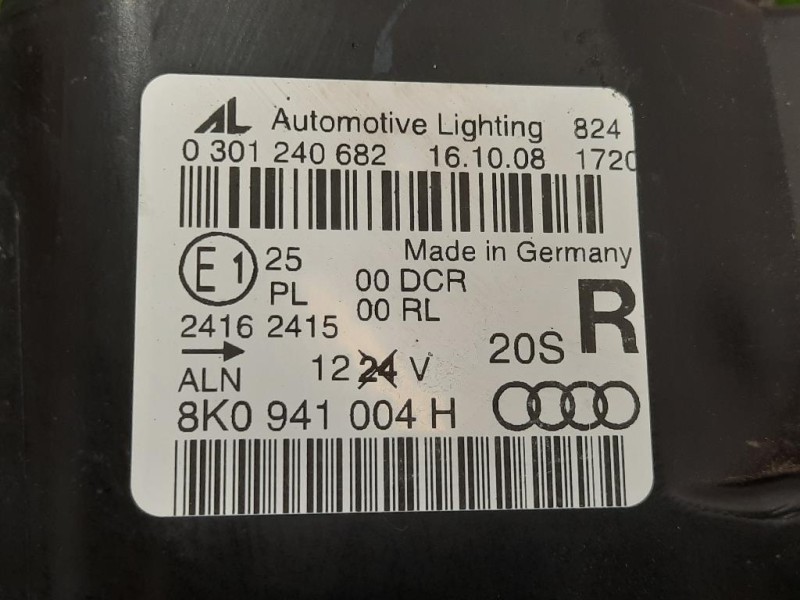 AL Automotive Lighting 824
0 301 240 682 16.10.08 1720
Made in Germany
E1 25 00 DCR
PL 00 RL R
2416 2415
20S
12 24 V
ALN
8K0 941 004 H